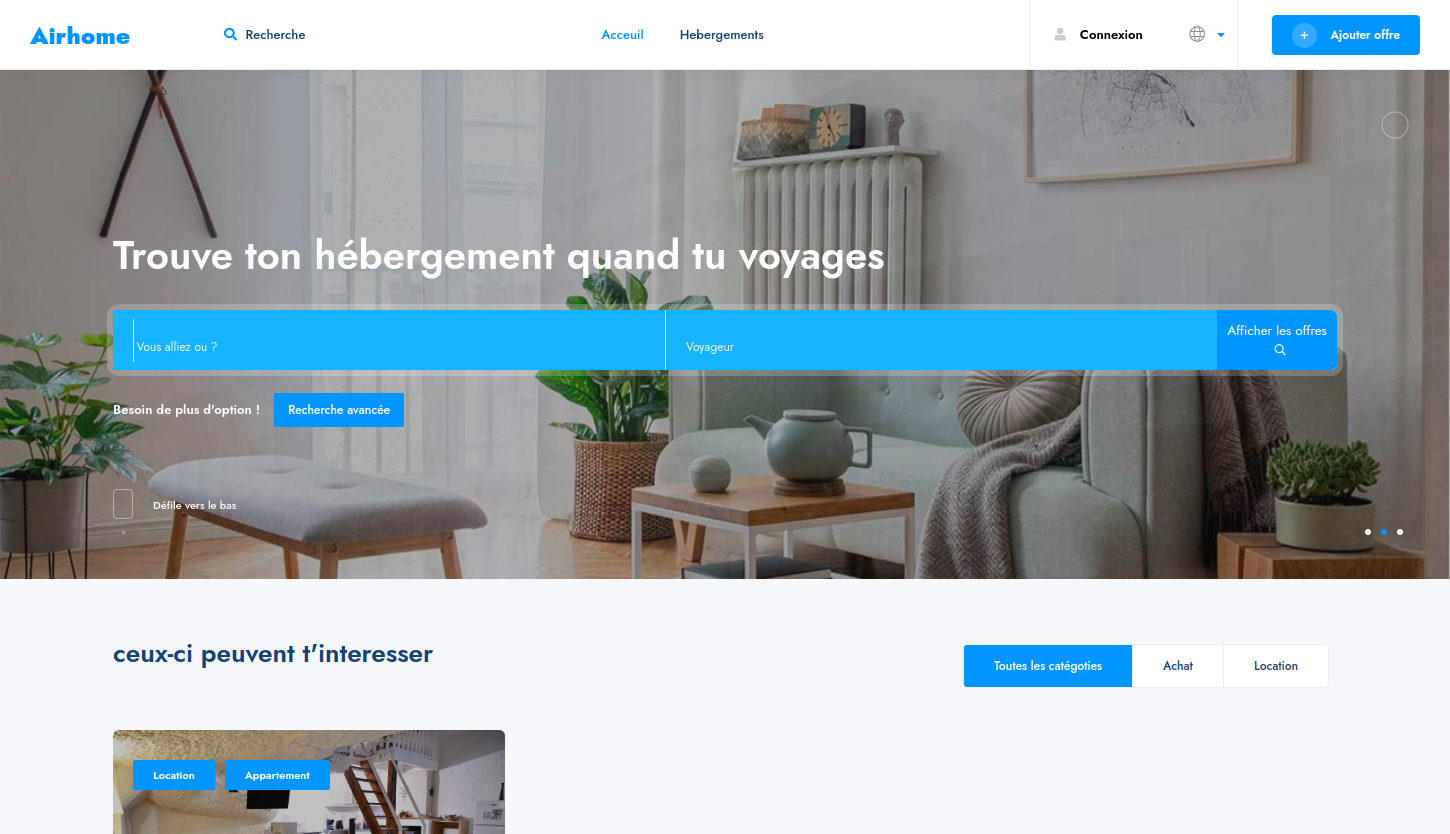 Airhome
Recherche
Accueil
Hebergements
Connexion
+ Ajouter offre
Trouve ton hébergement quand tu voyages
Vous alliez ou ?
Voyageur
Afficher les offres
Besoin de plus d'option !
Recherche avancée
Défile vers le bas
ceux-ci peuvent t'interesser
Toutes les catégoties
Achat
Location
Location
Appartement